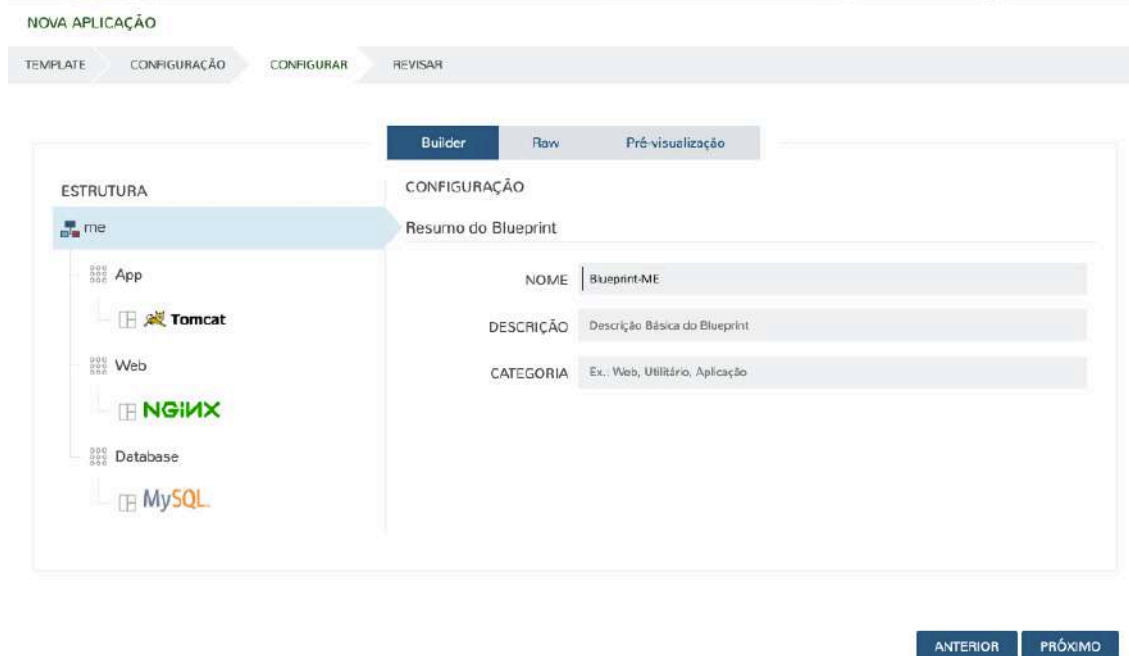 NOVA APLICAÇÃO
TEMPLATE CONFIGURAÇÃO CONFIGURAR REVISAR
Builder Raw Pré-visualização
ESTRUTURA
me
App
Tomcat
Web
NGINX
Database
MySQL
CONFIGURAÇÃO
Resumo do Blueprint
NOME Blueprint-ME
DESCRIÇÃO Descrição Básica do Blueprint
CATEGORIA Ex.: Web, Utilitário, Aplicação
ANTERIOR PRÓXIMO